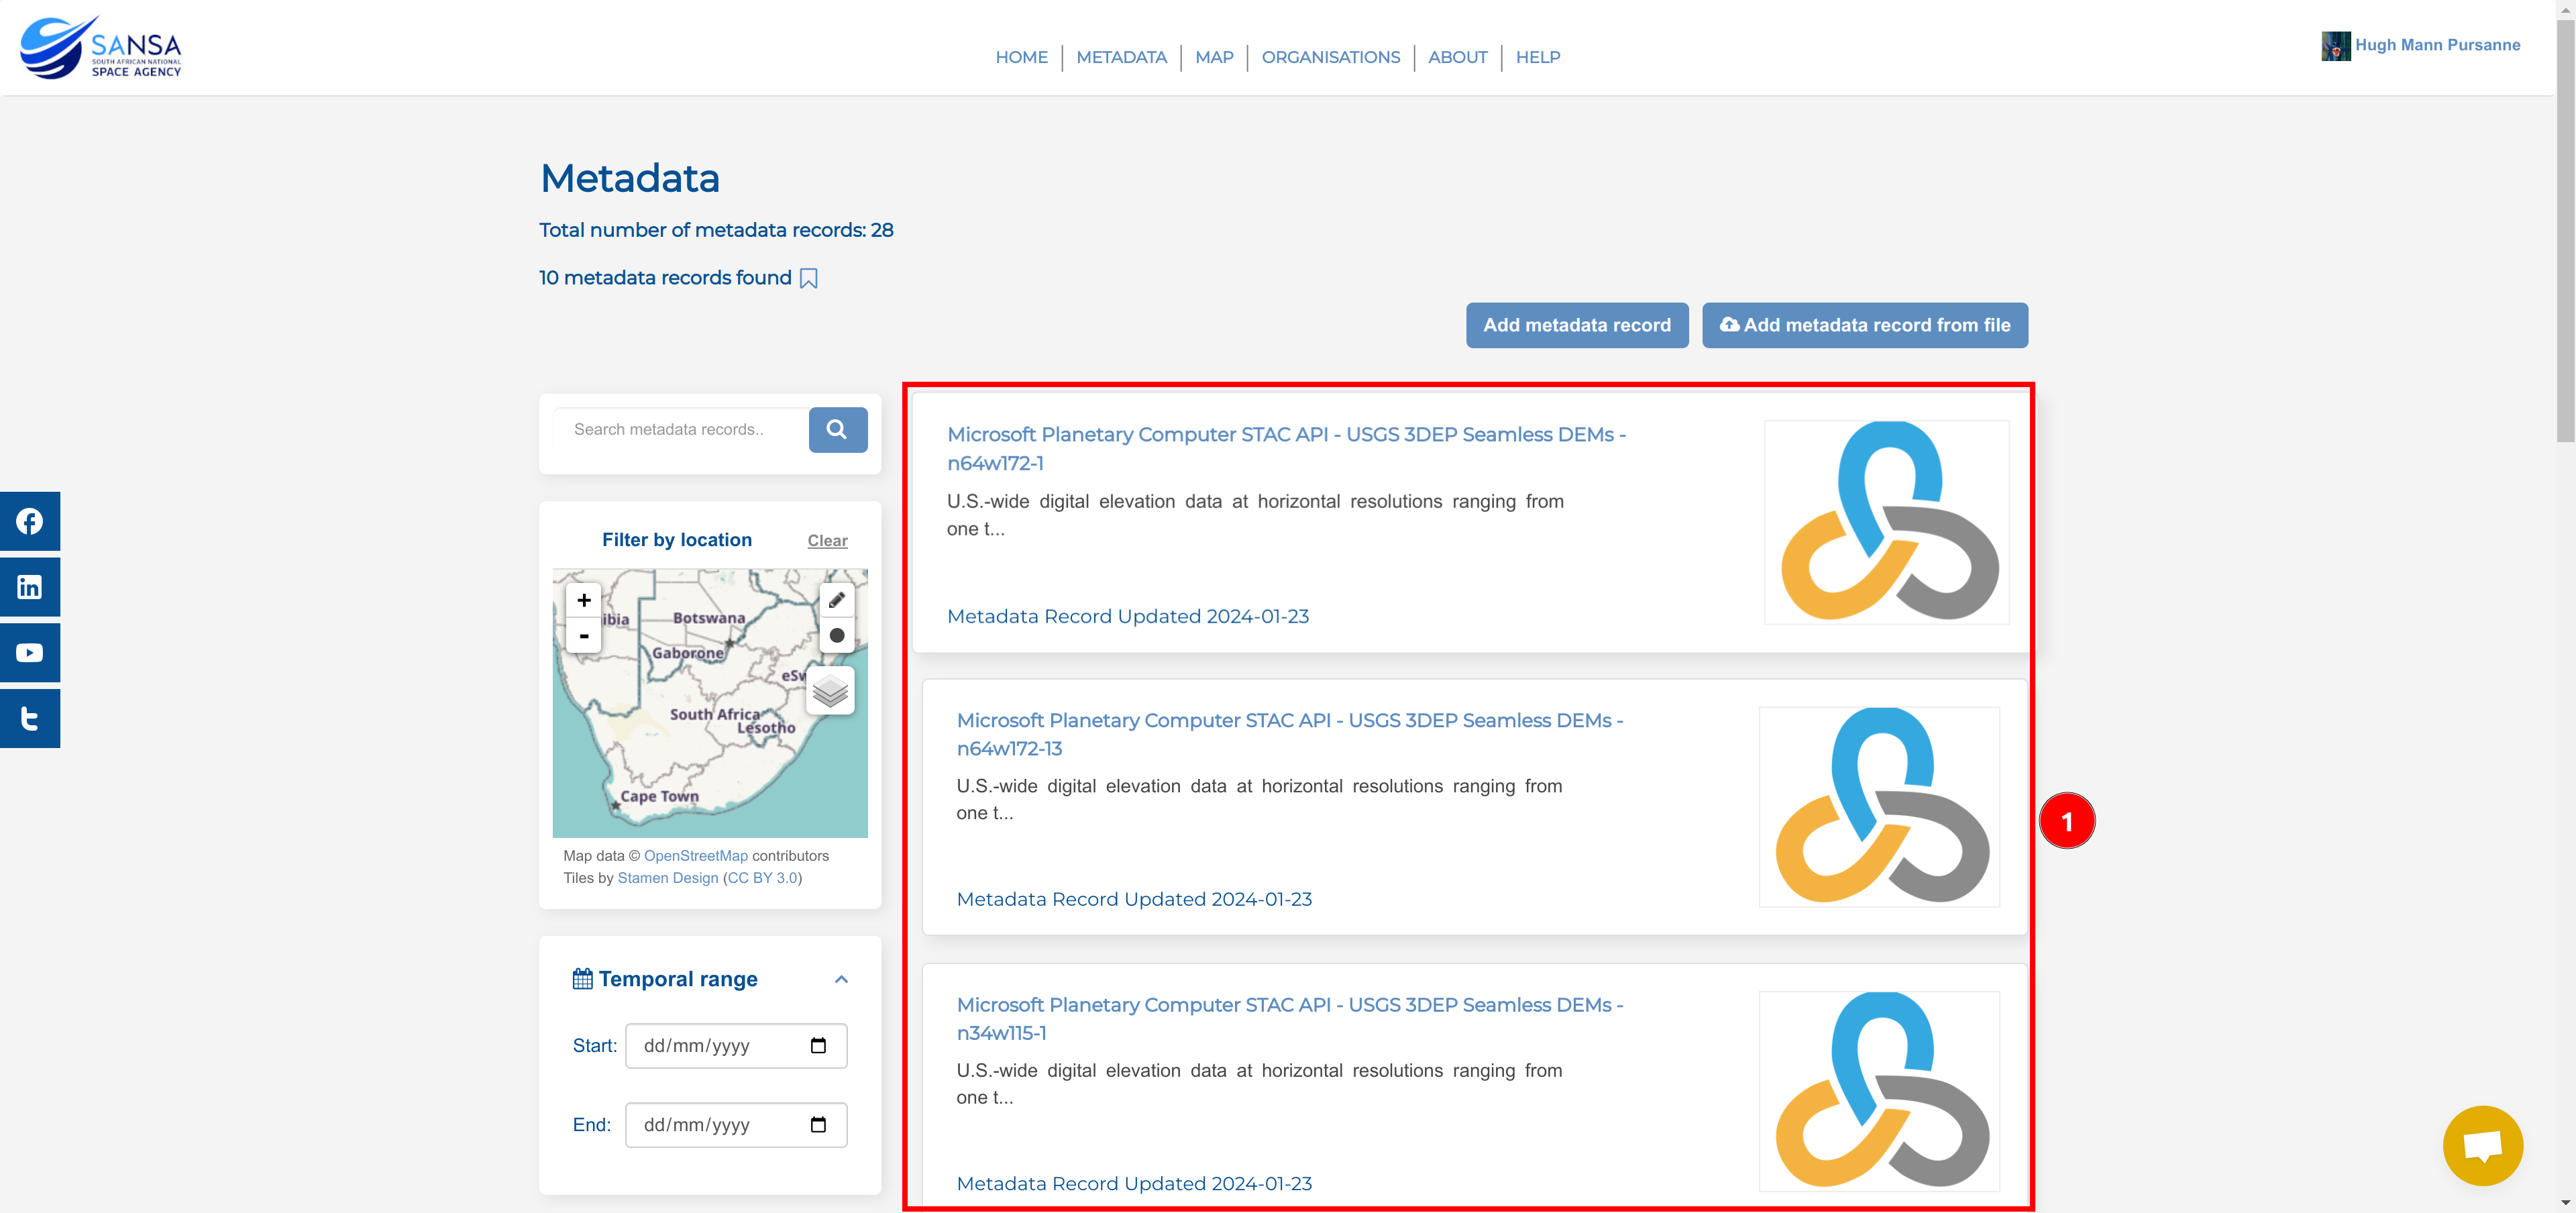 SANSA
SOUTH AFRICAN NATIONAL
SPACE AGENCY
HOME
METADATA
MAP
ORGANISATIONS
ABOUT
HELP
Hugh Mann Pursanne
Metadata
Total number of metadata records: 28
10 metadata records found
Add metadata record
Add metadata record from file
Search metadata records..
Filter by location
Clear
+
-
ibia
Botswana
Gaborone
eSw
South Africa
Lesotho
Cape Town
Map data © OpenStreetMap contributors
Tiles by Stamen Design (CC BY 3.0)
Temporal range
Start:
dd/mm/yyyy
End:
dd/mm/yyyy
Microsoft Planetary Computer STAC API - USGS 3DEP Seamless DEMs -
n64w172-1
U.S.-wide digital elevation data at horizontal resolutions ranging from
one t...
Metadata Record Updated 2024-01-23
Microsoft Planetary Computer STAC API - USGS 3DEP Seamless DEMs -
n64w172-13
U.S.-wide digital elevation data at horizontal resolutions ranging from
one t...
Metadata Record Updated 2024-01-23
Microsoft Planetary Computer STAC API - USGS 3DEP Seamless DEMs -
n34w115-1
U.S.-wide digital elevation data at horizontal resolutions ranging from
one t...
Metadata Record Updated 2024-01-23
1